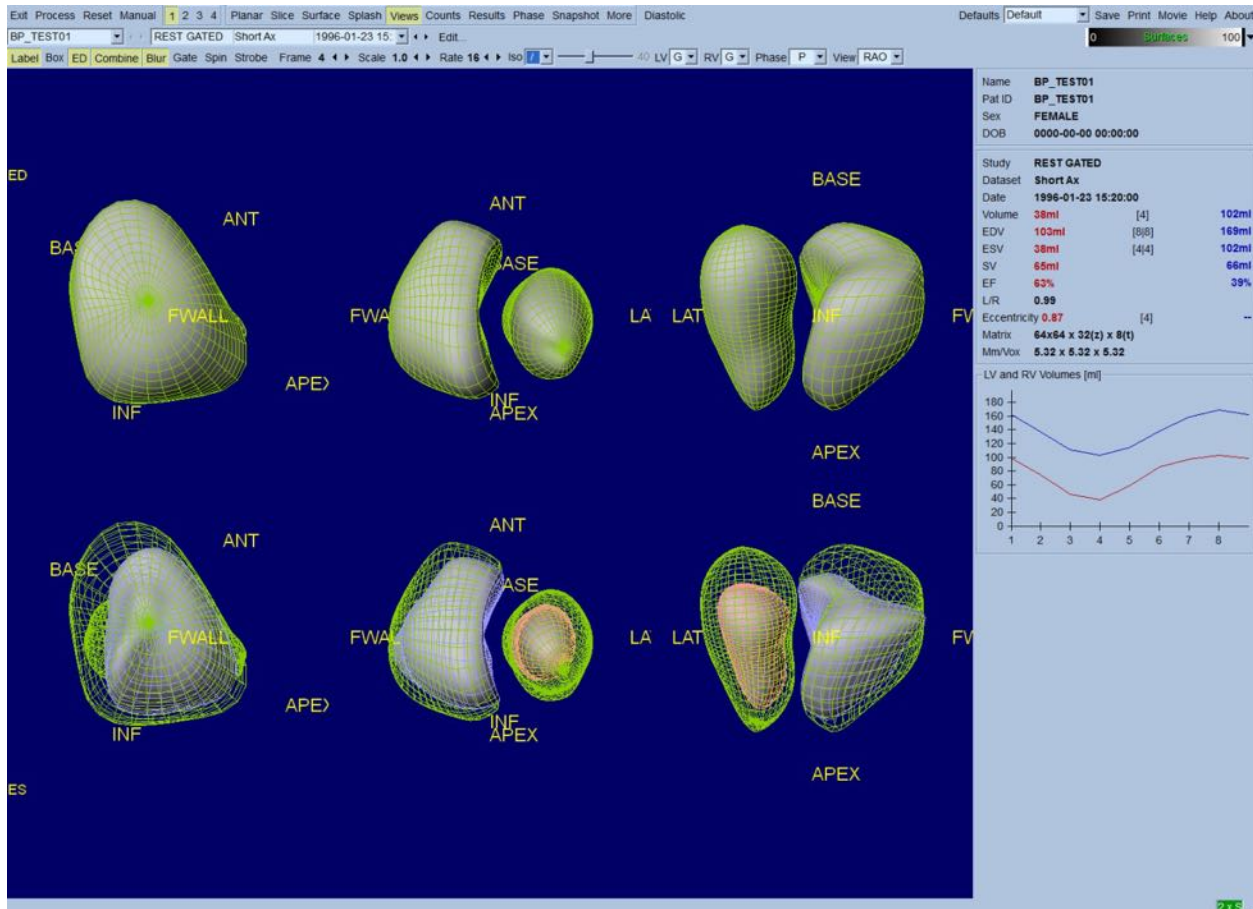 Exit Process Reset Manual 1 2 3 4 Planar Slice Surface Splash Views Counts Results Phase Snapshot More Diastolic Defaults Default Save Print Movie Help About
BP_TEST01 REST GATED Short Ax 1996-01-23 15: Edit... 0 Surfaces 100
Label Box ED Combine Blur Gate Spin Strobe Frame 4 Scale 1.0 Rate 16 Iso 40 LV G RV G Phase P View RAO
Name BP_TEST01
Pat ID BP_TEST01
Sex FEMALE
DOB 0000-00-00 00:00:00
Study REST GATED
Dataset Short Ax
Date 1996-01-23 15:20:00
Volume 38ml [4] 102ml
EDV 103ml [8|8] 169ml
ESV 38ml [4|4] 102ml
SV 65ml 66ml
EF 63% 39%
L/R 0.99
Eccentricity 0.87 [4] --
Matrix 64x64 x 32(z) x 8(t)
Mm/Vox 5.32 x 5.32 x 5.32
LV and RV Volumes [ml]
180
160
140
120
100
80
60
40
20
0
1 2 3 4 5 6 7 8
ED
ANT
BASE
FWALL
APEX
INF
ANT
BASE
FWA
LA
INF
APEX
BASE
LAT
INF
FW
APEX
ANT
BASE
FWALL
APEX
INF
ANT
BASE
FWAL
LA
INF
APEX
BASE
LAT
INF
FW
APEX
ES
2 x S